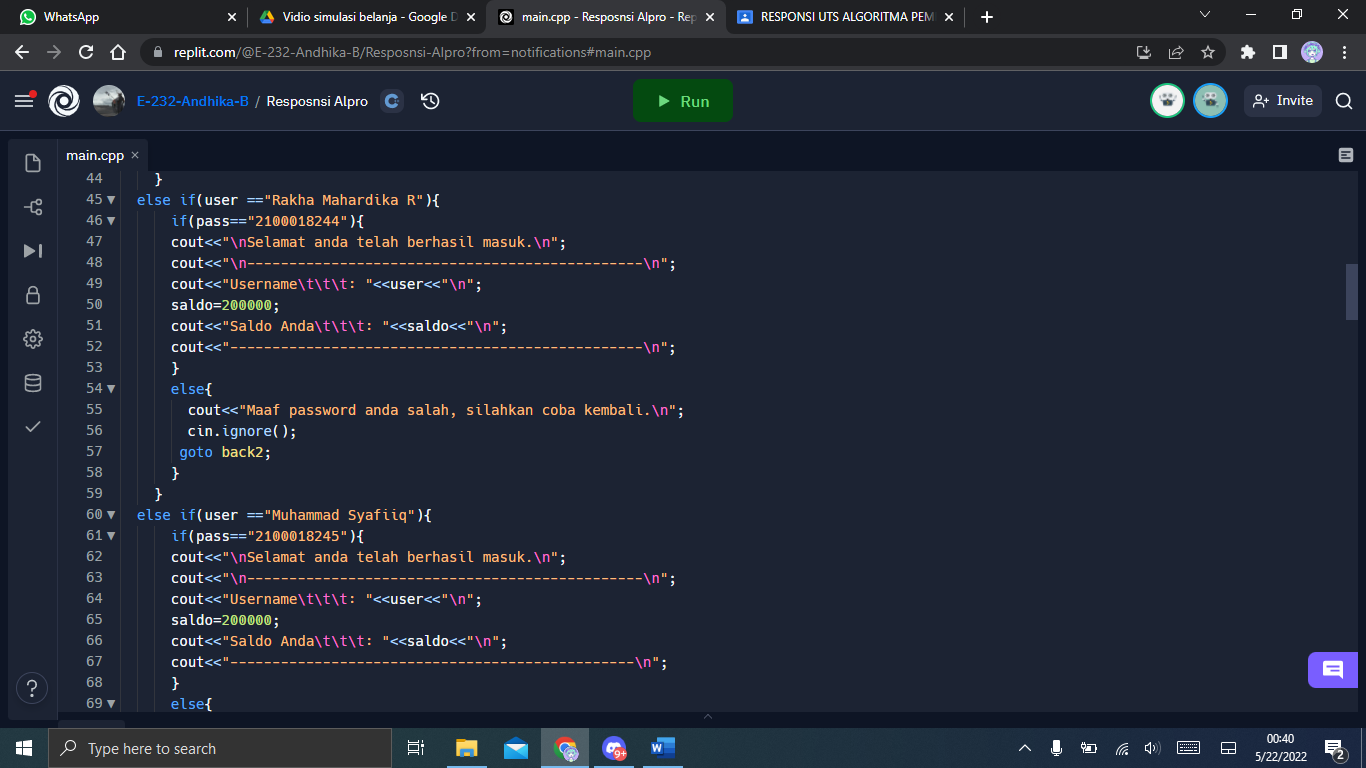 WhatsApp
Vidio simulasi belanja - Google D
main.cpp - Resposnsi Alpro - Rep
RESPONSI UTS ALGORITMA PEM
replit.com/@E-232-Andhika-B/Resposnsi-Alpro?from=notifications#main.cpp
E-232-Andhika-B / Resposnsi Alpro
Run
Invite
main.cpp
44 }
45 else if(user =="Rakha Mahardika R"){
46 if(pass=="2100018244"){
47 cout<<"\nSelamat anda telah berhasil masuk.\n";
48 cout<<"\n-----------------------------------------------\n";
49 cout<<"Username\t\t\t: "<<user<<"\n";
50 saldo=200000;
51 cout<<"Saldo Anda\t\t\t: "<<saldo<<"\n";
52 cout<<"-------------------------------------------------\n";
53 }
54 else{
55 cout<<"Maaf password anda salah, silahkan coba kembali.\n";
56 cin.ignore();
57 goto back2;
58 }
59 }
60 else if(user =="Muhammad Syafiiq"){
61 if(pass=="2100018245"){
62 cout<<"\nSelamat anda telah berhasil masuk.\n";
63 cout<<"\n-----------------------------------------------\n";
64 cout<<"Username\t\t\t: "<<user<<"\n";
65 saldo=200000;
66 cout<<"Saldo Anda\t\t\t: "<<saldo<<"\n";
67 cout<<"------------------------------------------------\n";
68 }
69 else{
?
Type here to search
9+
W
00:40
5/22/2022
2